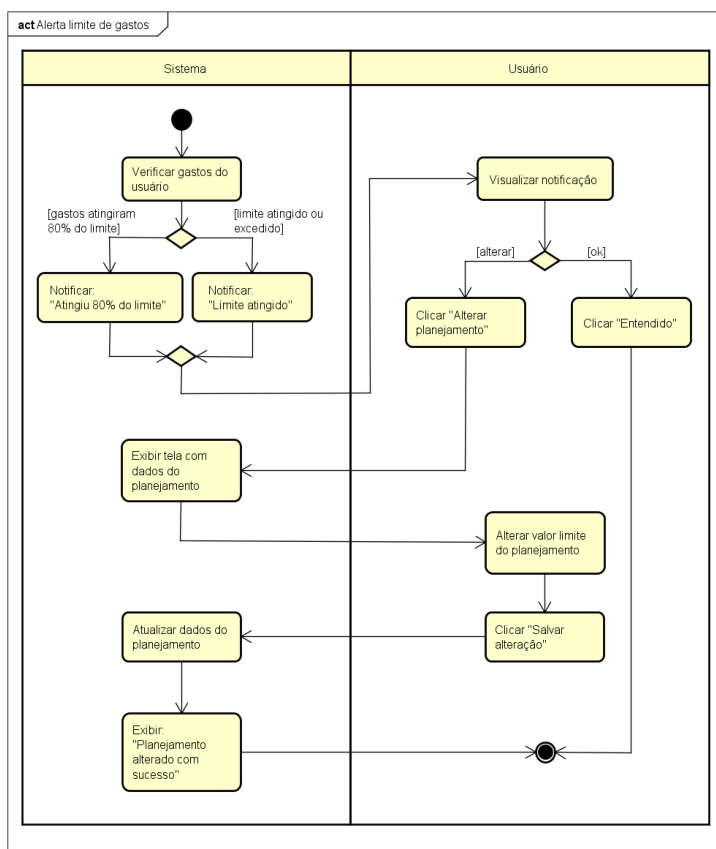 act Alerta limite de gastos
Sistema
Usuário
Verificar gastos do
usuário
[gastos atingiram
80% do limite]
[limite atingido ou
excedido]
Notificar:
"Atingiu 80% do limite"
Notificar:
"Limite atingido"
Visualizar notificação
[alterar]
[ok]
Clicar "Alterar
planejamento"
Clicar "Entendido"
Exibir tela com
dados do
planejamento
Alterar valor limite
do planejamento
Clicar "Salvar
alteração"
Atualizar dados do
planejamento
Exibir:
"Planejamento
alterado com
sucesso"